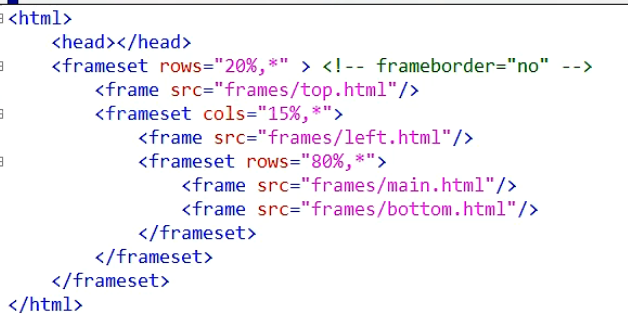 <html>
<head></head>
<frameset rows="20%,*" > <!-- frameborder="no" -->
<frame src="frames/top.html"/>
<frameset cols="15%,*">
<frame src="frames/left.html"/>
<frameset rows="80%,*">
<frame src="frames/main.html"/>
<frame src="frames/bottom.html"/>
</frameset>
</frameset>
</frameset>
</html>